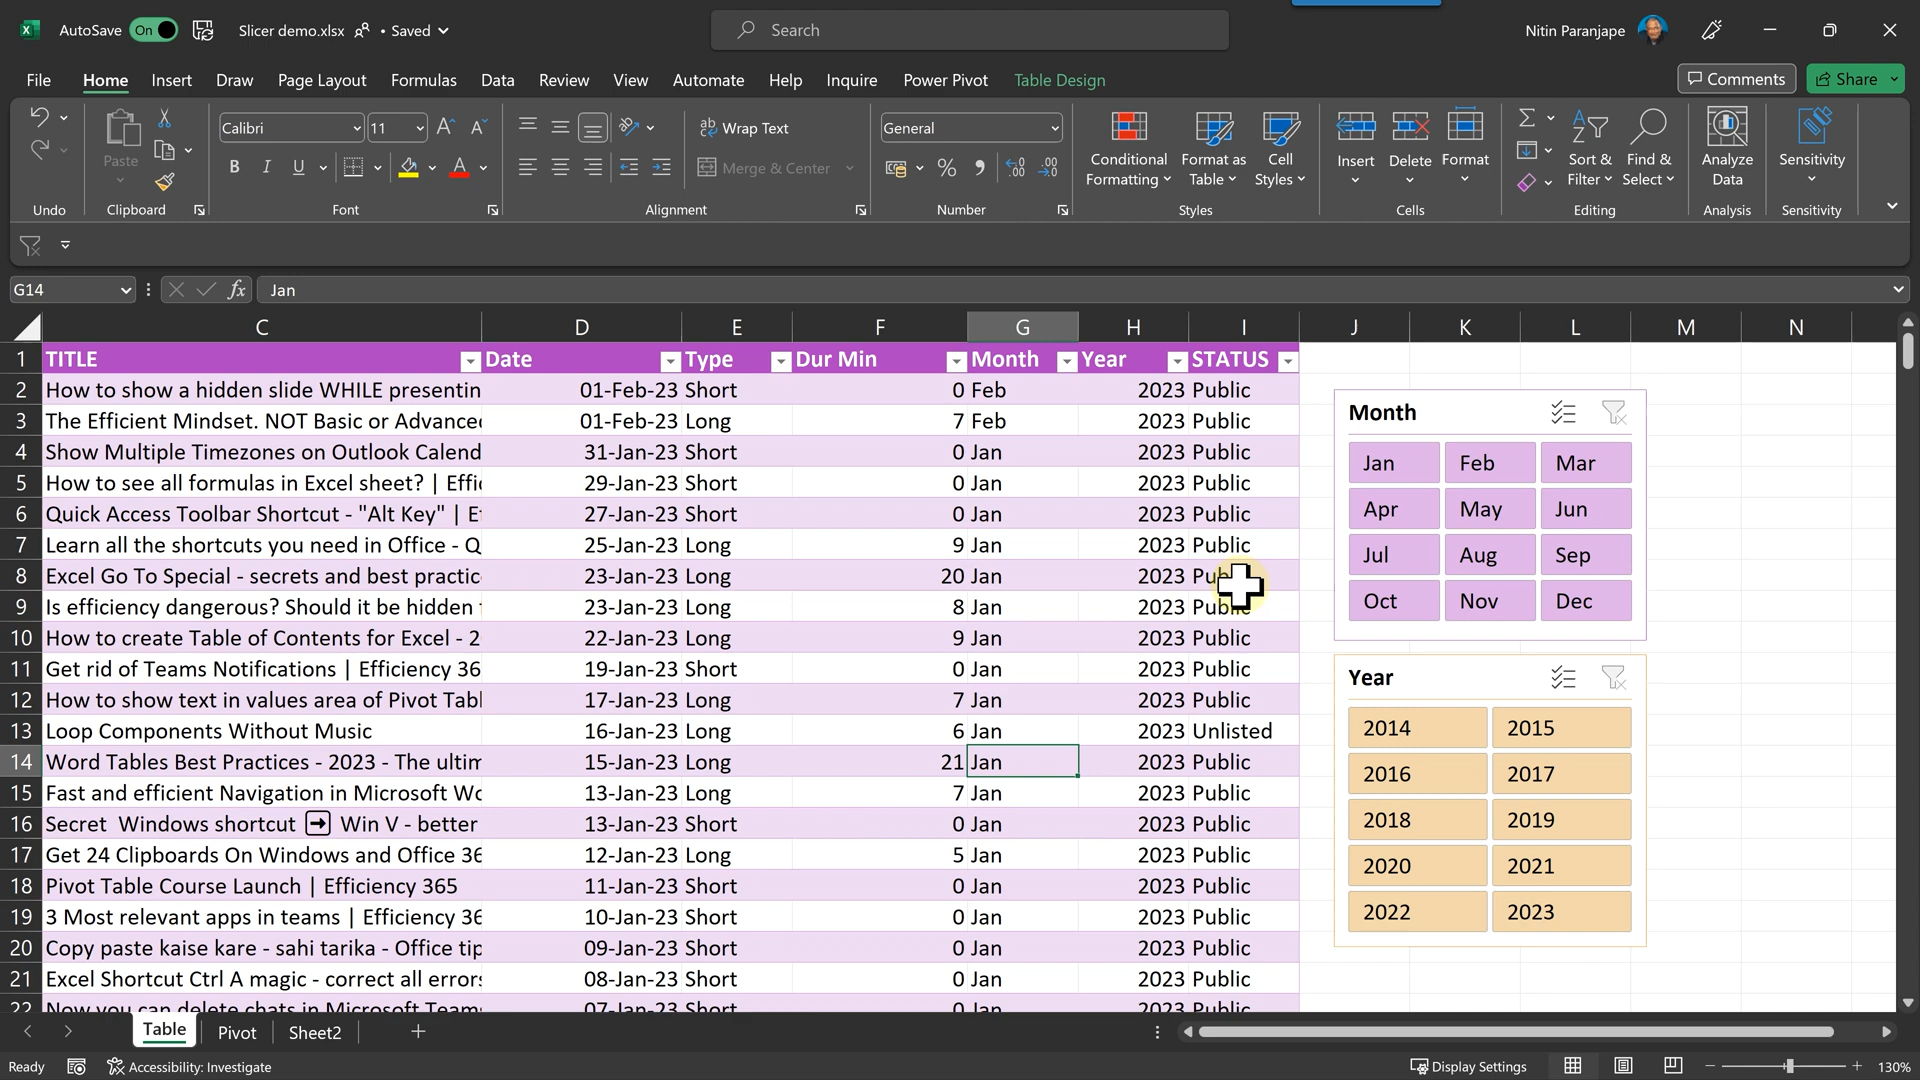 AutoSave On Slicer demo.xlsx • Saved Search Nitin Paranjape
File Home Insert Draw Page Layout Formulas Data Review View Automate Help Inquire Power Pivot Table Design Comments Share
Paste Calibri 11 Wrap Text General Conditional Formatting Format as Table Cell Styles Insert Delete Format Sort & Filter Find & Select Analyze Data Sensitivity
B I U A Merge & Center % 9 .00
Undo Clipboard Font Alignment Number Styles Cells Editing Analysis Sensitivity
G14 fx Jan
C D E F G H I J K L M N
1 TITLE Date Type Dur Min Month Year STATUS
2 How to show a hidden slide WHILE presentin 01-Feb-23 Short 0 Feb 2023 Public
3 The Efficient Mindset. NOT Basic or Advance 01-Feb-23 Long 7 Feb 2023 Public
4 Show Multiple Timezones on Outlook Calend 31-Jan-23 Short 0 Jan 2023 Public
5 How to see all formulas in Excel sheet? | Effi 29-Jan-23 Short 0 Jan 2023 Public
6 Quick Access Toolbar Shortcut - "Alt Key" | E 27-Jan-23 Short 0 Jan 2023 Public
7 Learn all the shortcuts you need in Office - Q 25-Jan-23 Long 9 Jan 2023 Public
8 Excel Go To Special - secrets and best practic 23-Jan-23 Long 20 Jan 2023 Pub
9 Is efficiency dangerous? Should it be hidden 23-Jan-23 Long 8 Jan 2023 Public
10 How to create Table of Contents for Excel - 2 22-Jan-23 Long 9 Jan 2023 Public
11 Get rid of Teams Notifications | Efficiency 36 19-Jan-23 Short 0 Jan 2023 Public
12 How to show text in values area of Pivot Tabl 17-Jan-23 Long 7 Jan 2023 Public
13 Loop Components Without Music 16-Jan-23 Long 6 Jan 2023 Unlisted
14 Word Tables Best Practices - 2023 - The ultim 15-Jan-23 Long 21 Jan 2023 Public
15 Fast and efficient Navigation in Microsoft Wo 13-Jan-23 Long 7 Jan 2023 Public
16 Secret Windows shortcut ➡ Win V - better 13-Jan-23 Short 0 Jan 2023 Public
17 Get 24 Clipboards On Windows and Office 36 12-Jan-23 Long 5 Jan 2023 Public
18 Pivot Table Course Launch | Efficiency 365 11-Jan-23 Short 0 Jan 2023 Public
19 3 Most relevant apps in teams | Efficiency 36 10-Jan-23 Short 0 Jan 2023 Public
20 Copy paste kaise kare - sahi tarika - Office tip 09-Jan-23 Short 0 Jan 2023 Public
21 Excel Shortcut Ctrl A magic - correct all errors 08-Jan-23 Short 0 Jan 2023 Public
22 Now you can delete chats in Microsoft Team 07-Jan-23 Short 0 Jan 2023 Public
Month
Jan Feb Mar
Apr May Jun
Jul Aug Sep
Oct Nov Dec
Year
2014 2015
2016 2017
2018 2019
2020 2021
2022 2023
Table Pivot Sheet2
Ready Accessibility: Investigate Display Settings 130%